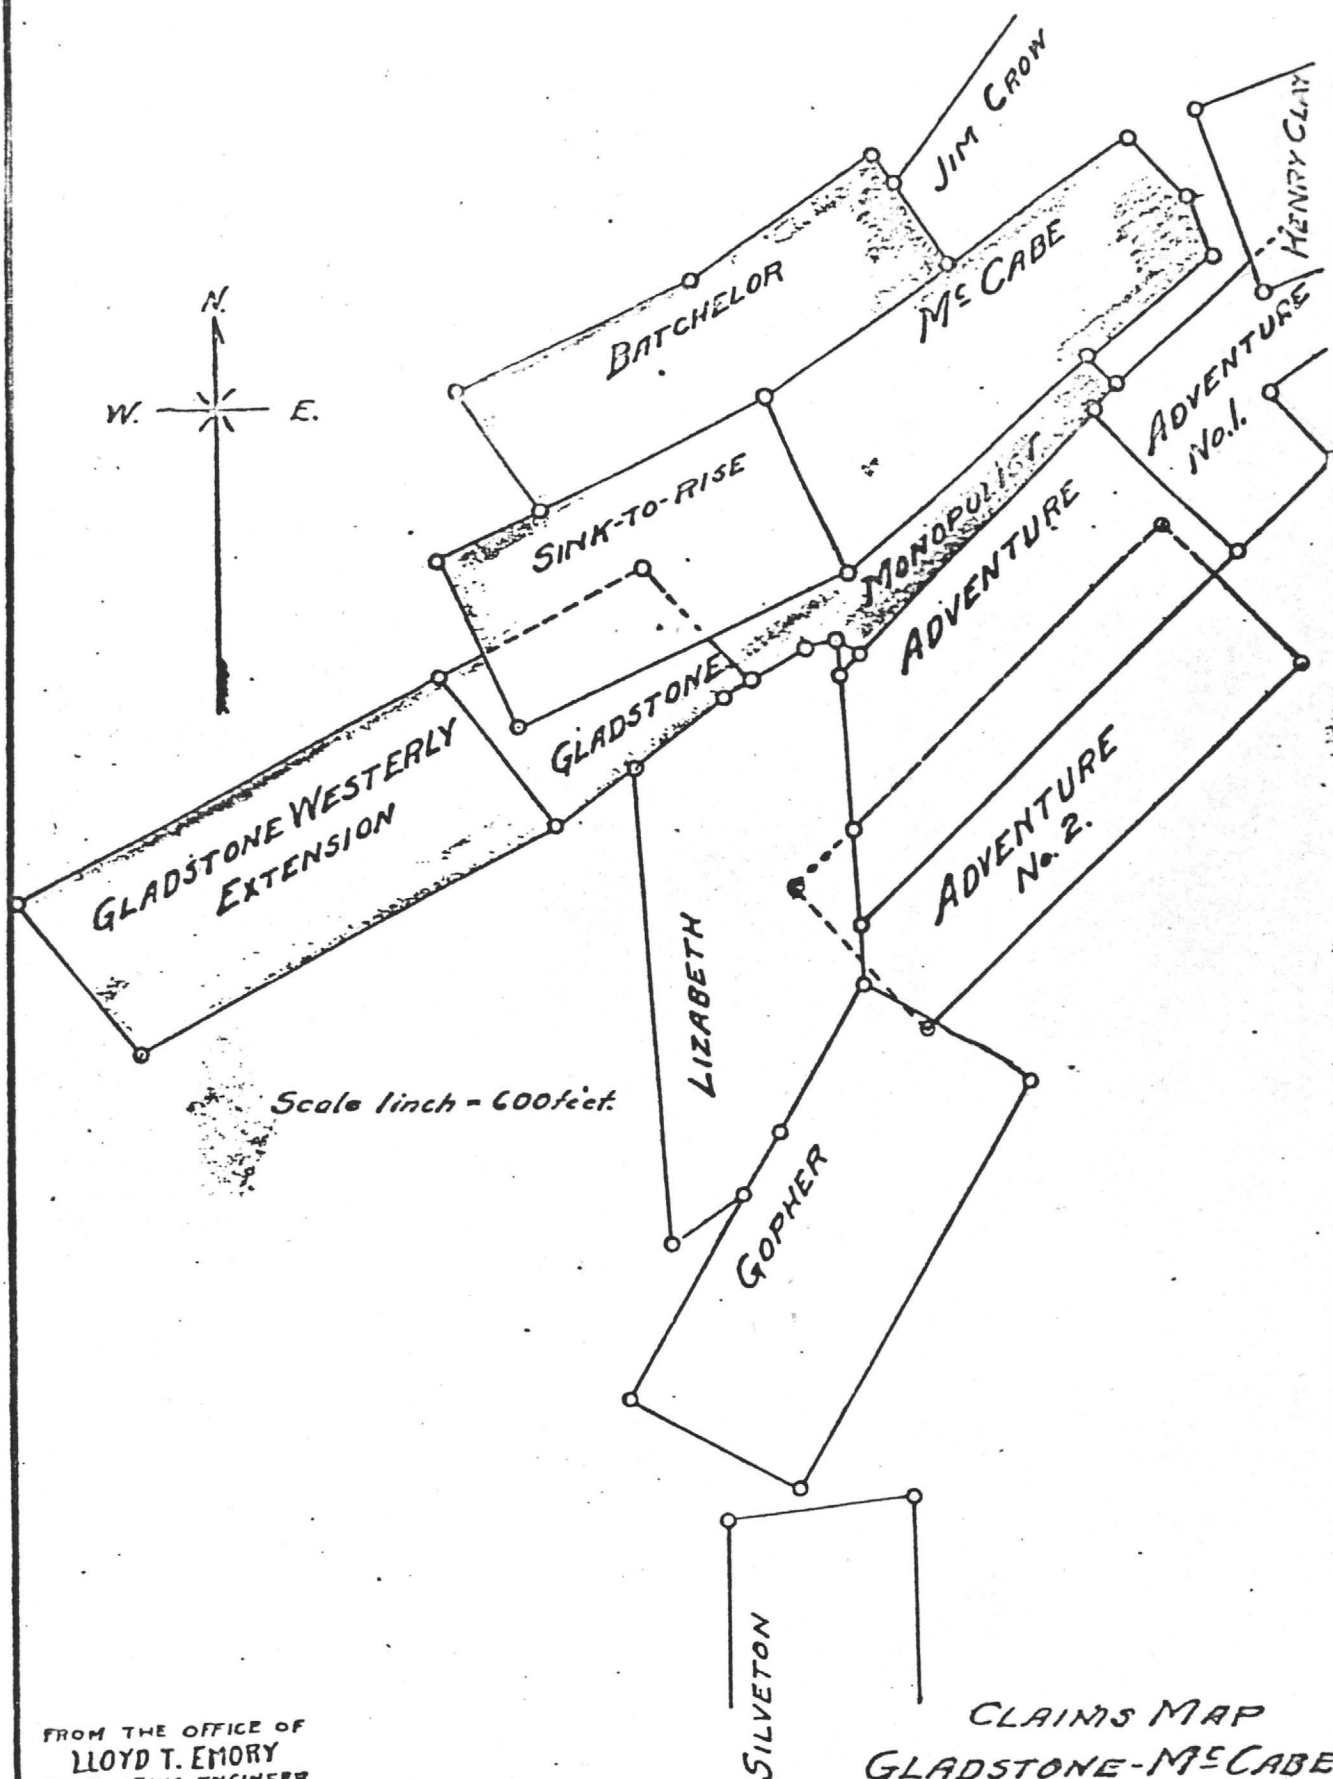 JIM CROW
HENRY CLAY
BATCHELOR
Mc CABE
N.
W.
E.
ADVENTURE
No.1.
SINK-TO-RISE
MONOPOLIST
ADVENTURE
GLADSTONE
GLADSTONE WESTERLY
EXTENSION
ADVENTURE
No. 2.
LIZABETH
Scale 1inch = 600feet.
GOPHER
SILVETON
FROM THE OFFICE OF
LLOYD T. EMORY
CLAIMS MAP
GLADSTONE-McCABE